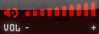 VOL - +